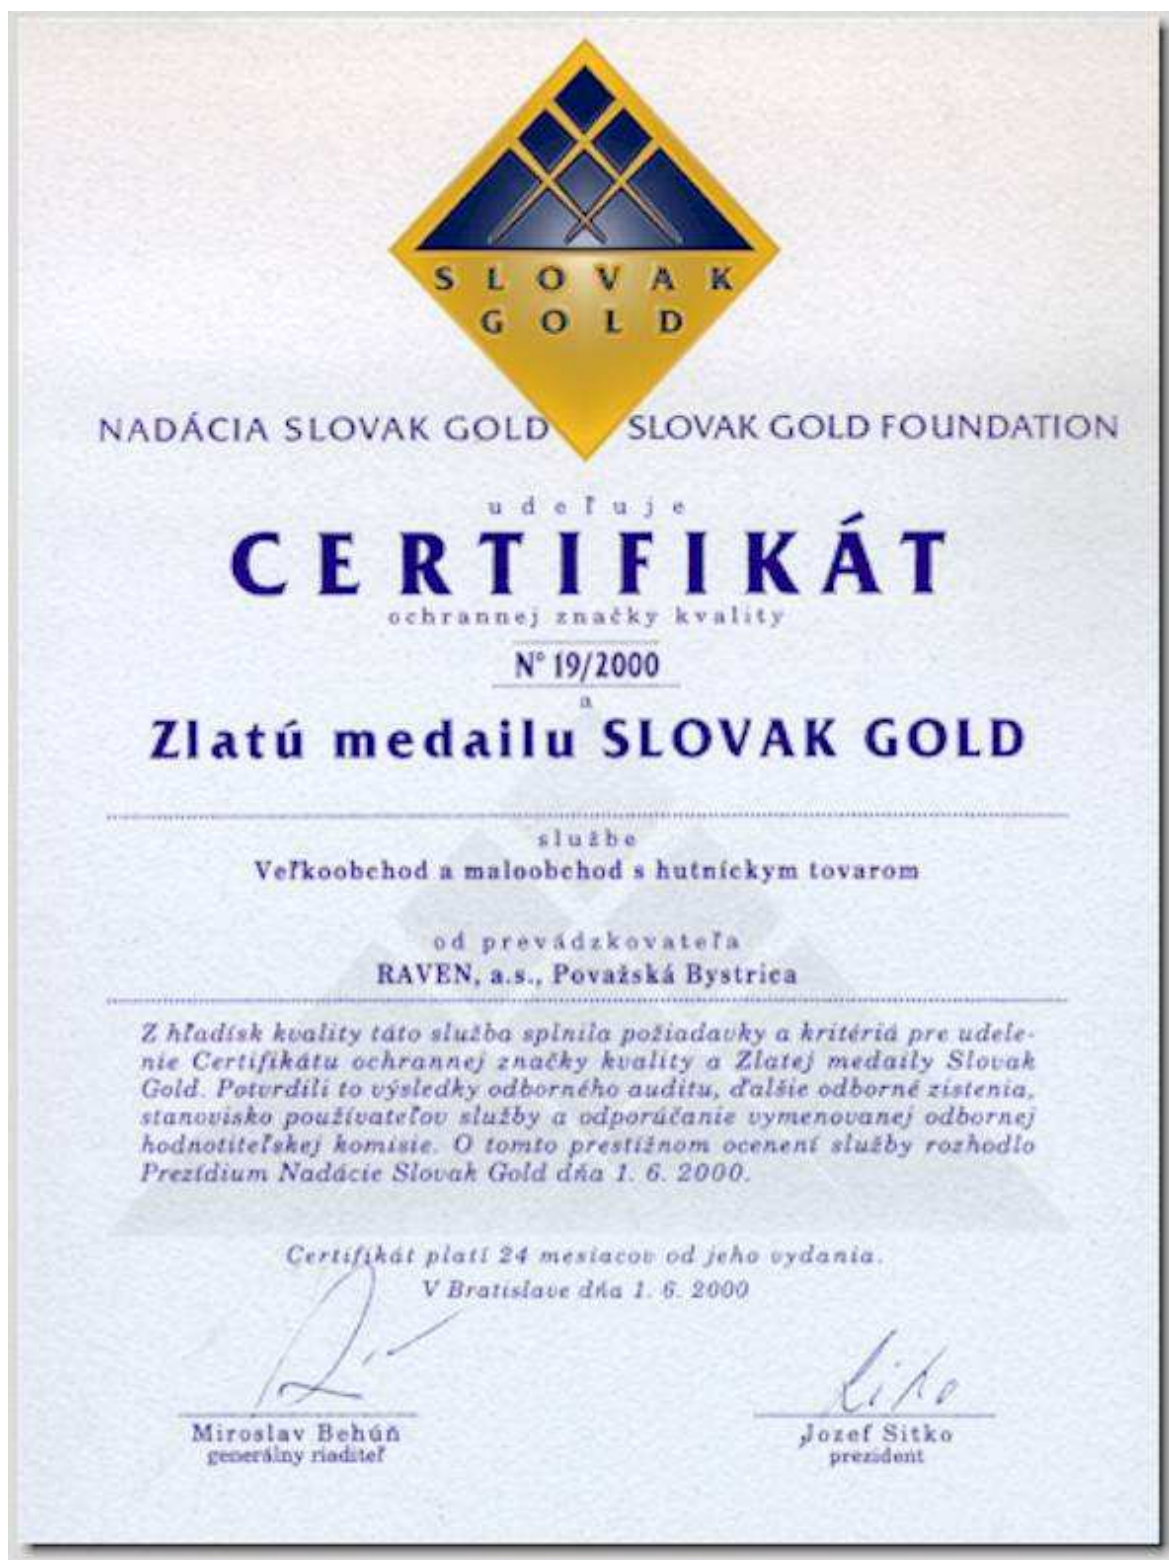 SLOVAK
GOLD
NADÁCIA SLOVAK GOLD SLOVAK GOLD FOUNDATION
udeľuje
CERTIFIKÁT
ochrannej značky kvality
N° 19/2000
a
Zlatú medailu SLOVAK GOLD
službe
Veľkoobchod a maloobchod s hutníckym tovarom
od prevádzkovateľa
RAVEN, a.s., Považská Bystrica
Z hľadísk kvality táto služba splnila požiadavky a kritériá pre udele-
nie Certifikátu ochrannej značky kvality a Zlatej medaily Slovak
Gold. Potvrdili to výsledky odborného auditu, ďalšie odborné zistenia,
stanovisko používateľov služby a odporúčanie vymenovanej odbornej
hodnotiteľskej komisie. O tomto prestížnom ocenení služby rozhodlo
Prezídium Nadácie Slovak Gold dňa 1. 6. 2000.
Certifikát platí 24 mesiacov od jeho vydania.
V Bratislave dňa 1. 6. 2000
Miroslav Behúň
generálny riaditeľ
Jozef Sitko
prezident